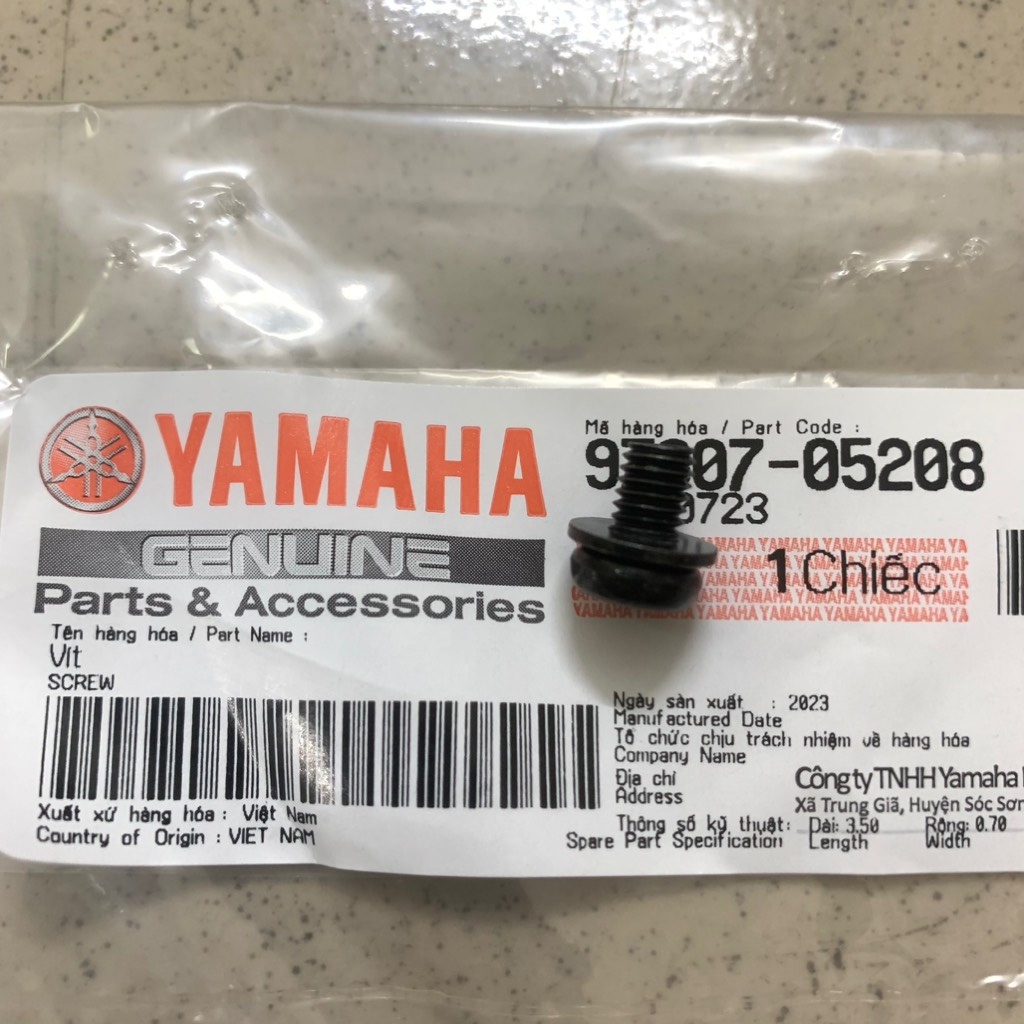 YAMAHA
GENUINE
Parts & Accessories
Tên hàng hóa / Part Name :
Vít
SCREW
Xuất xứ hàng hóa : Việt Nam
Country of Origin : VIET NAM
Mã hàng hóa / Part Code :
07-05208
0723
1 Chiếc
Ngày sản xuất : 2023
Manufactured Date
Tổ chức chịu trách nhiệm về hàng hóa
Company Name
Công ty TNHH Yamaha
Địa chỉ
Address
Xã Trung Giã, Huyện Sóc Sơn
Thông số kỹ thuật: Dài: 3.50 Rộng: 0.70
Spare Part Specification Length Width